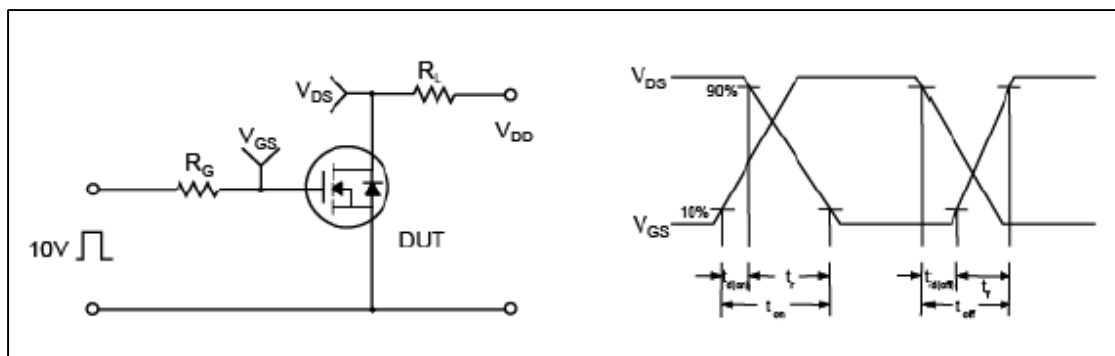 V_DS
R_L
V_GS
V_DD
R_G
10V
DUT
V_DS
90%
10%
V_GS
t_d(on)
t_r
t_d(off)
t_f
t_on
t_off